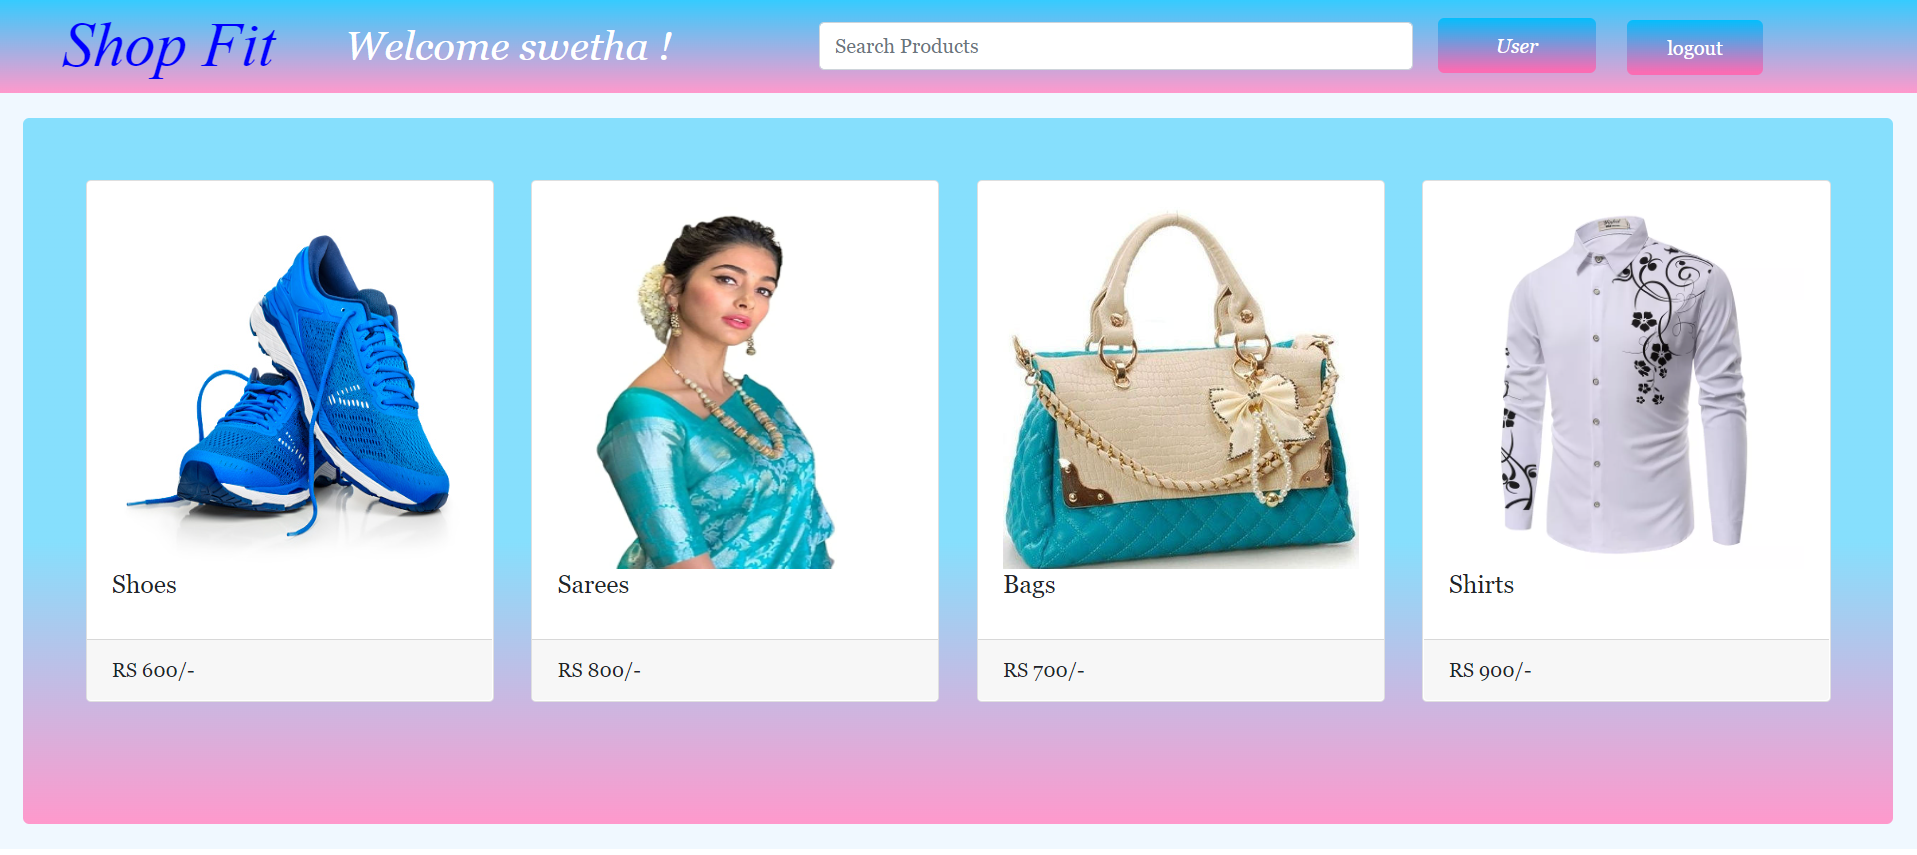 Shop Fit
Welcome swetha !
Search Products
User
logout
Shoes
Sarees
Bags
Shirts
RS 600/-
RS 800/-
RS 700/-
RS 900/-